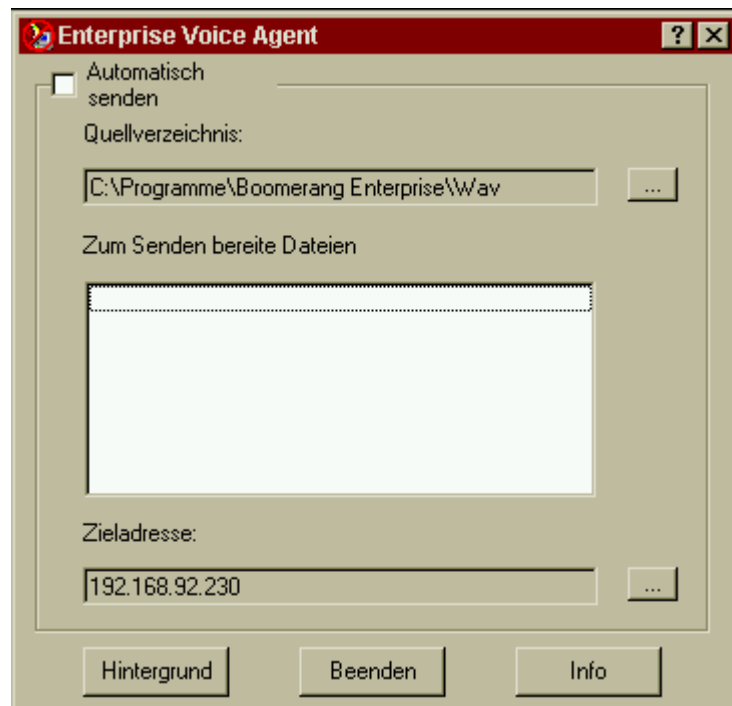 Enterprise Voice Agent
Automatisch
senden
Quellverzeichnis:
C:\Programme\Boomerang Enterprise\Wav
...
Zum Senden bereite Dateien
Zieladresse:
192.168.92.230
...
Hintergrund
Beenden
Info